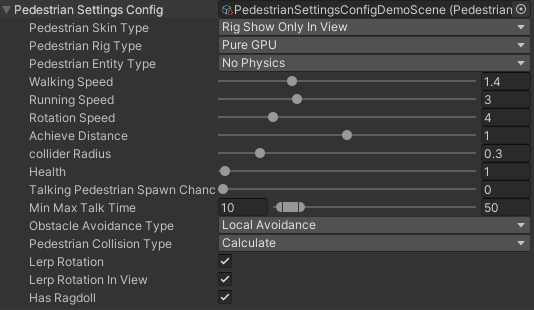 Pedestrian Settings Config PedestrianSettingsConfigDemoScene (Pedestrian
Pedestrian Skin Type Rig Show Only In View
Pedestrian Rig Type Pure GPU
Pedestrian Entity Type No Physics
Walking Speed 1.4
Running Speed 3
Rotation Speed 4
Achieve Distance 1
collider Radius 0.3
Health 1
Talking Pedestrian Spawn Chanc 0
Min Max Talk Time 10 50
Obstacle Avoidance Type Local Avoidance
Pedestrian Collision Type Calculate
Lerp Rotation
Lerp Rotation In View
Has Ragdoll